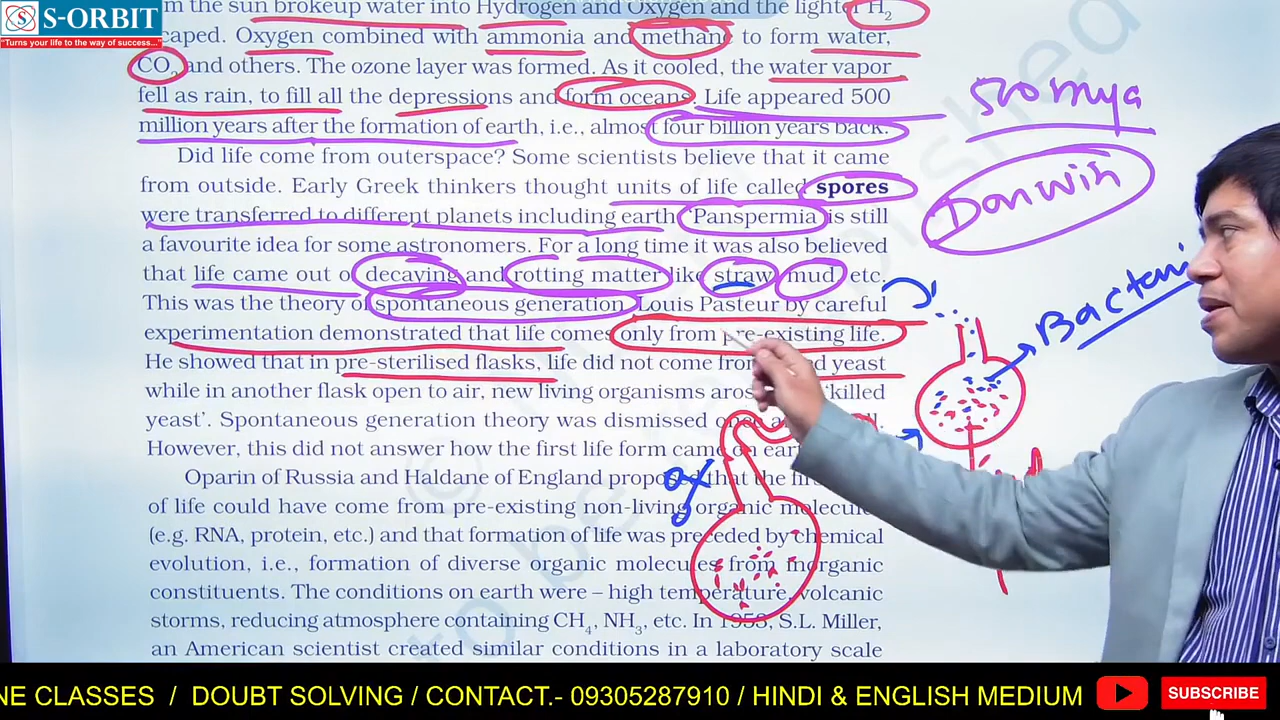 S-ORBIT
"Turns your life to the way of success..."
m the sun brokeup water into Hydrogen and Oxygen and the lighter H2
caped. Oxygen combined with ammonia and methane to form water,
CO2 and others. The ozone layer was formed. As it cooled, the water vapor
fell as rain, to fill all the depressions and form oceans. Life appeared 500
million years after the formation of earth, i.e., almost four billion years back.
Did life come from outerspace? Some scientists believe that it came
from outside. Early Greek thinkers thought units of life called spores
were transferred to different planets including earth. 'Panspermia' is still
a favourite idea for some astronomers. For a long time it was also believed
that life came out of decaying and rotting matter like straw, mud etc.
This was the theory of spontaneous generation. Louis Pasteur by careful
experimentation demonstrated that life comes only from pre-existing life.
He showed that in pre-sterilised flasks, life did not come from yeast
while in another flask open to air, new living organisms arose 'killed
yeast'. Spontaneous generation theory was dismissed once
However, this did not answer how the first life form came on
Oparin of Russia and Haldane of England proposed that the
of life could have come from pre-existing non-living organic
(e.g. RNA, protein, etc.) and that formation of life was preceded by chemical
evolution, i.e., formation of diverse organic molecules from inorganic
constituents. The conditions on earth were – high temperature, volcanic
storms, reducing atmosphere containing CH4, NH3, etc. In 1953, S.L. Miller,
an American scientist created similar conditions in a laboratory scale
Darwin
Bacteri
NE CLASSES / DOUBT SOLVING / CONTACT.- 09305287910 / HINDI & ENGLISH MEDIUM
SUBSCRIBE